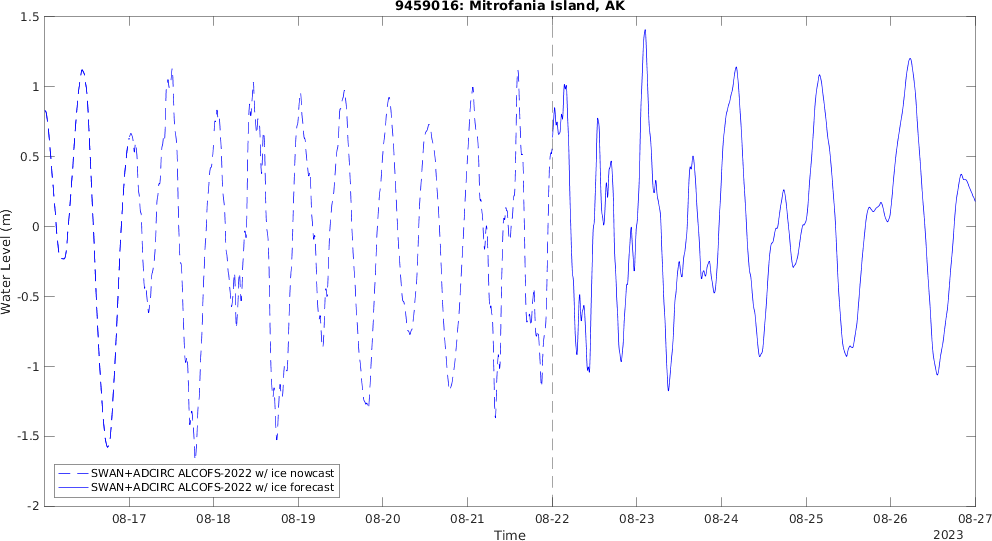 9459016: Mitrofania Island, AK
Water Level (m)
1.5
1
0.5
0
-0.5
-1
-1.5
-2
SWAN+ADCIRC ALCOFS-2022 w/ ice nowcast
SWAN+ADCIRC ALCOFS-2022 w/ ice forecast
08-17 08-18 08-19 08-20 08-21 08-22 08-23 08-24 08-25 08-26 08-27
Time
2023